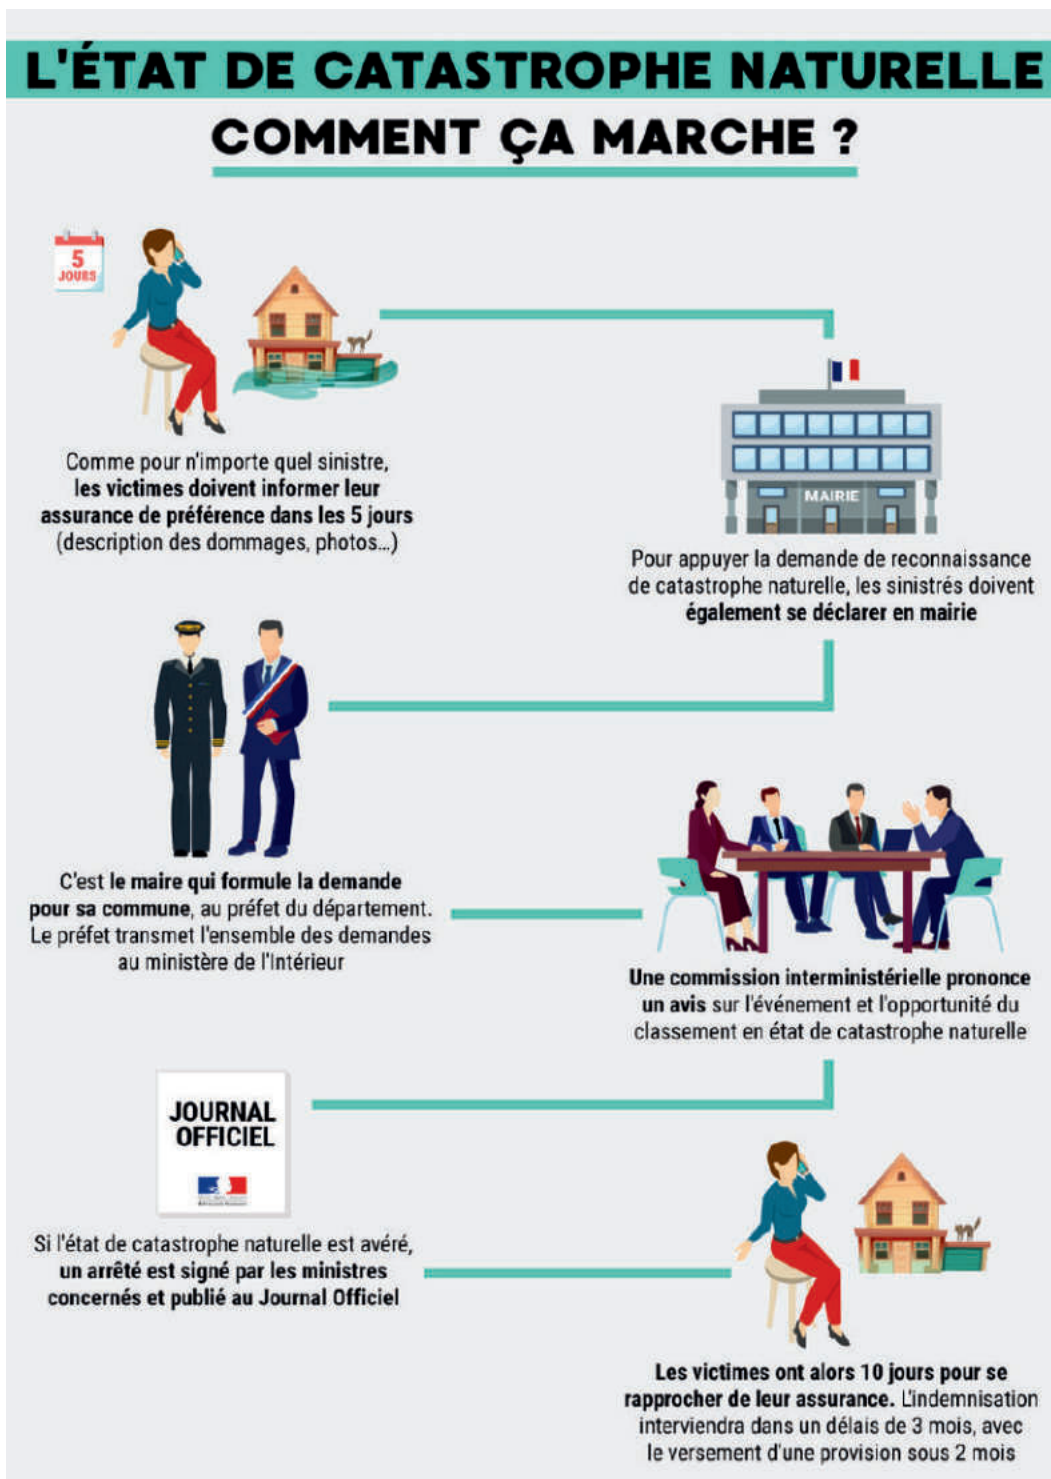 L'ÉTAT DE CATASTROPHE NATURELLE
COMMENT ÇA MARCHE ?
5
JOURS
Comme pour n'importe quel sinistre,
les victimes doivent informer leur
assurance de préférence dans les 5 jours
(description des dommages, photos...)
MAIRIE
Pour appuyer la demande de reconnaissance
de catastrophe naturelle, les sinistrés doivent
également se déclarer en mairie
C'est le maire qui formule la demande
pour sa commune, au préfet du département.
Le préfet transmet l'ensemble des demandes
au ministère de l'Intérieur
Une commission interministérielle prononce
un avis sur l'événement et l'opportunité du
classement en état de catastrophe naturelle
JOURNAL
OFFICIEL
Si l'état de catastrophe naturelle est avéré,
un arrêté est signé par les ministres
concernés et publié au Journal Officiel
Les victimes ont alors 10 jours pour se
rapprocher de leur assurance. L'indemnisation
interviendra dans un délais de 3 mois, avec
le versement d'une provision sous 2 mois